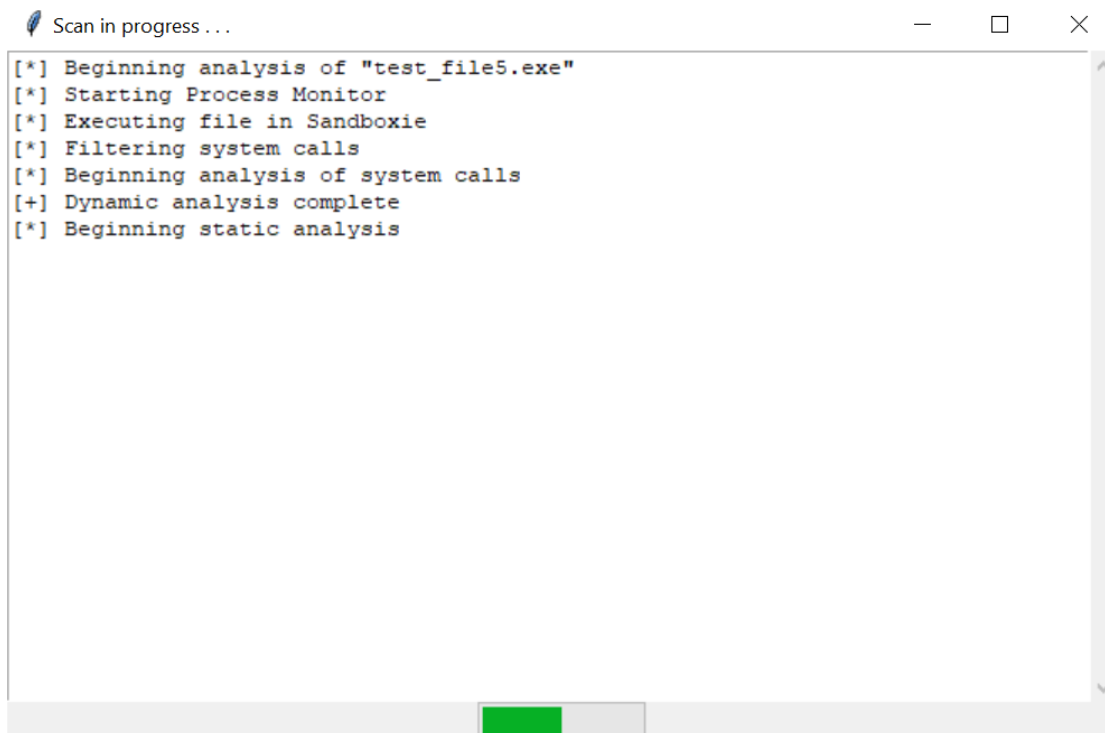 Scan in progress . . .
[*] Beginning analysis of "test_file5.exe"
[*] Starting Process Monitor
[*] Executing file in Sandboxie
[*] Filtering system calls
[*] Beginning analysis of system calls
[+] Dynamic analysis complete
[*] Beginning static analysis